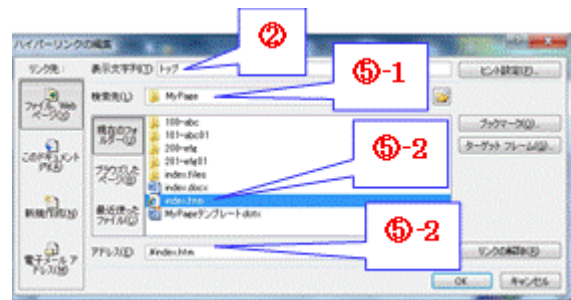 ハイパーリンクの編集
②
リンク先:
表示文字列(T):
トップ
ヒント設定(P)...
⑤-1
ファイル、Web
ページ(X)
検索先(L):
MyPage
現在のフォ
ルダー(U)
100-abc
101-abc01
200-efg
201-efg01
index.files
index.docx
index.htm
MyPageテンプレート.dotx
ブックマーク(O)...
ターゲット フレーム(G)...
⑤-2
このドキュメント
内(A)
ブラウズした
ページ(B)
新規作成(N)
最近使った
ファイル(C)
⑤-2
電子メール ア
ドレス(M)
アドレス(E):
index.htm
リンクの解除(R)
OK
キャンセル